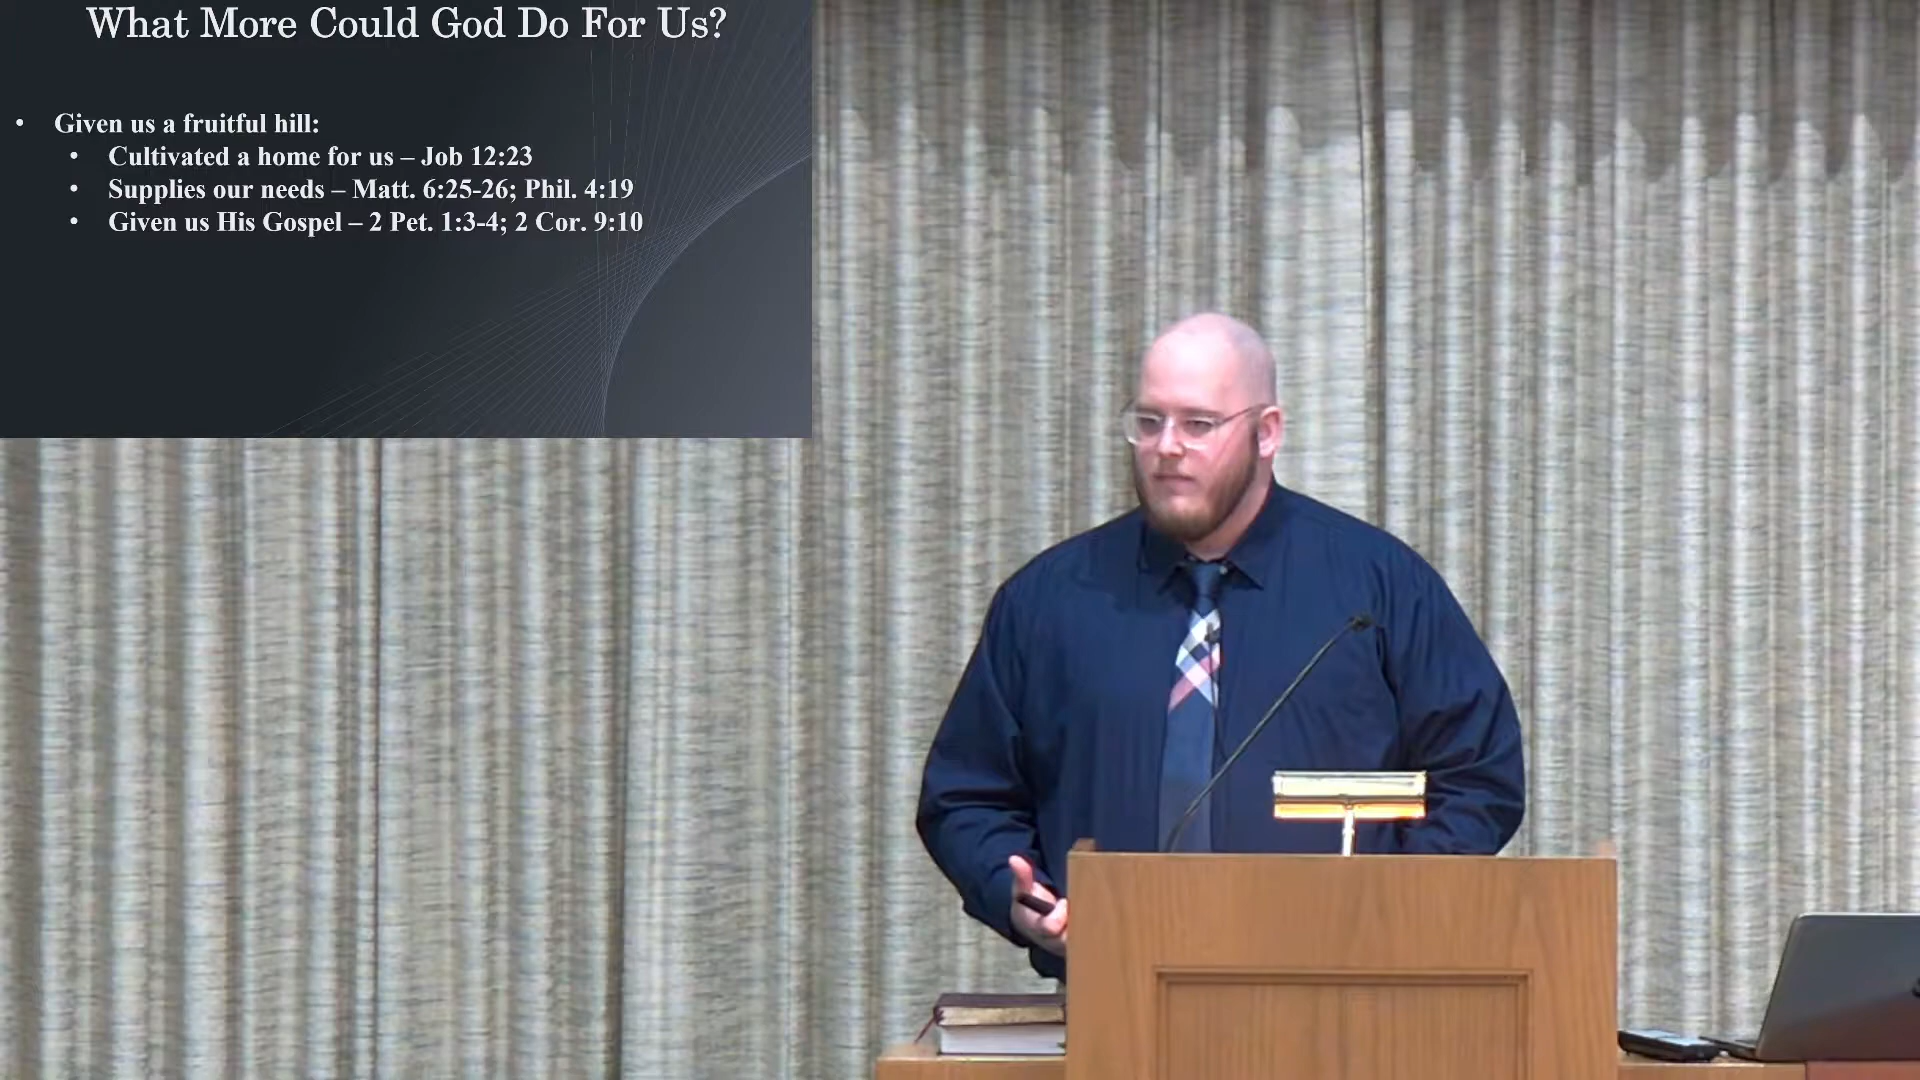 What More Could God Do For Us?
• Given us a fruitful hill:
• Cultivated a home for us – Job 12:23
• Supplies our needs – Matt. 6:25-26; Phil. 4:19
• Given us His Gospel – 2 Pet. 1:3-4; 2 Cor. 9:10